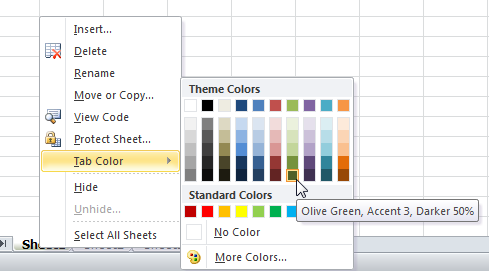 Insert...
Delete
Rename
Move or Copy...
View Code
Protect Sheet...
Tab Color
Hide
Unhide...
Select All Sheets
Theme Colors
Standard Colors
No Color
More Colors...
Olive Green, Accent 3, Darker 50%